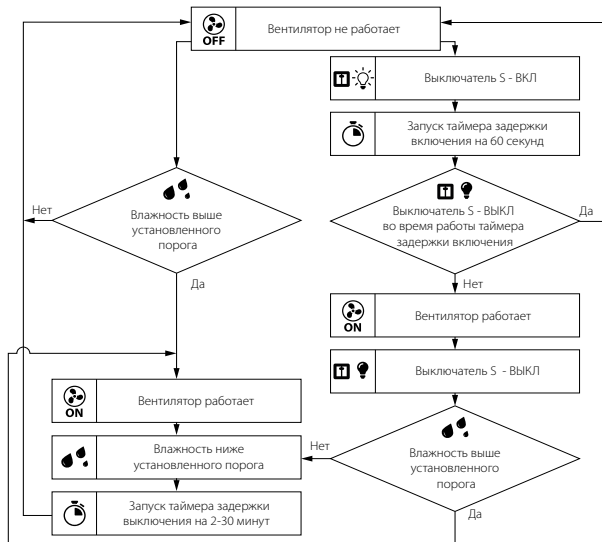 OFF
Вентилятор не работает
Выключатель S - ВКЛ
Запуск таймера задержки
включения на 60 секунд
Нет
Влажность выше
установленного
порога
Да
Выключатель S - ВЫКЛ
во время работы таймера
задержки включения
Да
Нет
ON
Вентилятор работает
Выключатель S - ВЫКЛ
ON
Вентилятор работает
Влажность ниже
установленного порога
Нет
Влажность выше
установленного
порога
Да
Запуск таймера задержки
выключения на 2-30 минут